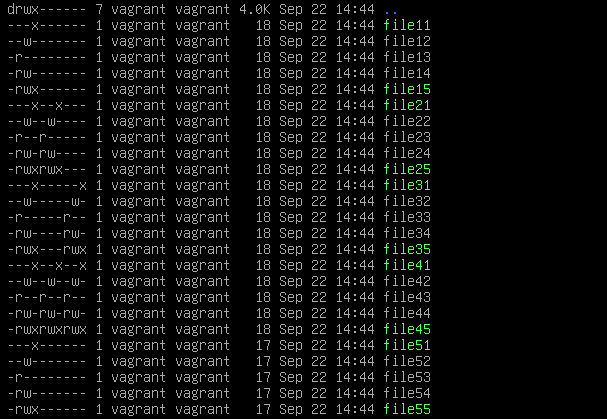 drwx------ 7 vagrant vagrant 4.0K Sep 22 14:44 ..
---x------ 1 vagrant vagrant   18 Sep 22 14:44 file11
--w------- 1 vagrant vagrant   18 Sep 22 14:44 file12
-r-------- 1 vagrant vagrant   18 Sep 22 14:44 file13
-rw------- 1 vagrant vagrant   18 Sep 22 14:44 file14
-rwx------ 1 vagrant vagrant   18 Sep 22 14:44 file15
---x--x--- 1 vagrant vagrant   18 Sep 22 14:44 file21
--w--w---- 1 vagrant vagrant   18 Sep 22 14:44 file22
-r--r----- 1 vagrant vagrant   18 Sep 22 14:44 file23
-rw-rw---- 1 vagrant vagrant   18 Sep 22 14:44 file24
-rwxrwx--- 1 vagrant vagrant   18 Sep 22 14:44 file25
---x-----x 1 vagrant vagrant   18 Sep 22 14:44 file31
--w-----w- 1 vagrant vagrant   18 Sep 22 14:44 file32
-r-----r-- 1 vagrant vagrant   18 Sep 22 14:44 file33
-rw----rw- 1 vagrant vagrant   18 Sep 22 14:44 file34
-rwx---rwx 1 vagrant vagrant   18 Sep 22 14:44 file35
---x--x--x 1 vagrant vagrant   18 Sep 22 14:44 file41
--w--w--w- 1 vagrant vagrant   18 Sep 22 14:44 file42
-r--r--r-- 1 vagrant vagrant   18 Sep 22 14:44 file43
-rw-rw-rw- 1 vagrant vagrant   18 Sep 22 14:44 file44
-rwxrwxrwx 1 vagrant vagrant   18 Sep 22 14:44 file45
---x------ 1 vagrant vagrant   17 Sep 22 14:44 file51
--w------- 1 vagrant vagrant   17 Sep 22 14:44 file52
-r-------- 1 vagrant vagrant   17 Sep 22 14:44 file53
-rw------- 1 vagrant vagrant   17 Sep 22 14:44 file54
-rwx------ 1 vagrant vagrant   17 Sep 22 14:44 file55